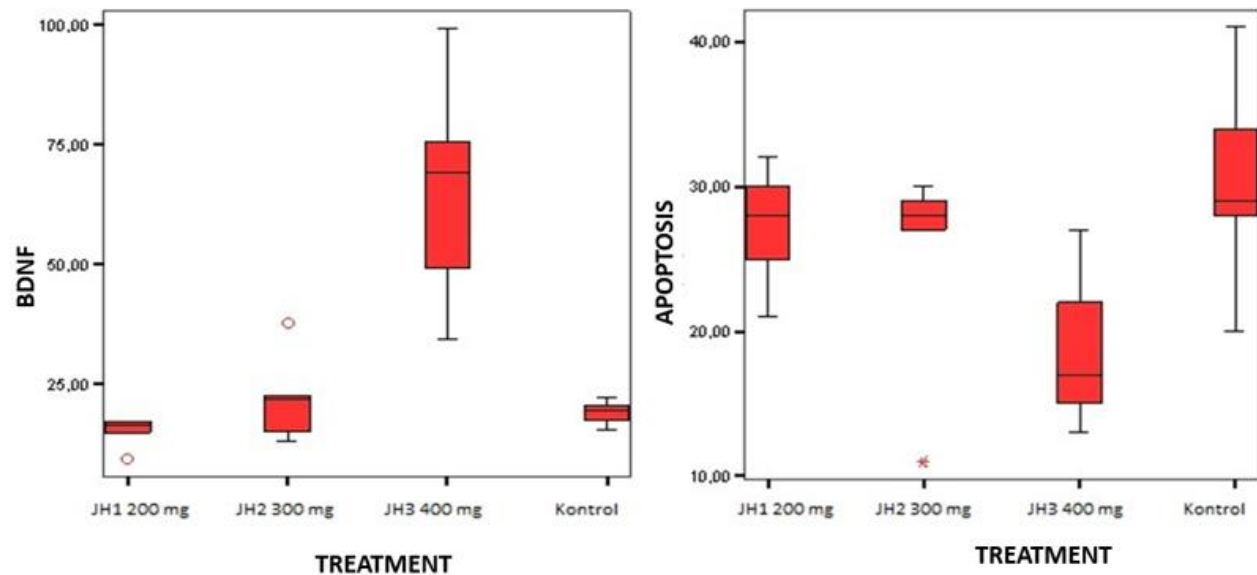 100,00
75,00
50,00
25,00
BDNF
JH1 200 mg JH2 300 mg JH3 400 mg Kontrol
TREATMENT
40,00
30,00
20,00
10,00
APOPTOSIS
JH1 200 mg JH2 300 mg JH3 400 mg Kontrol
TREATMENT